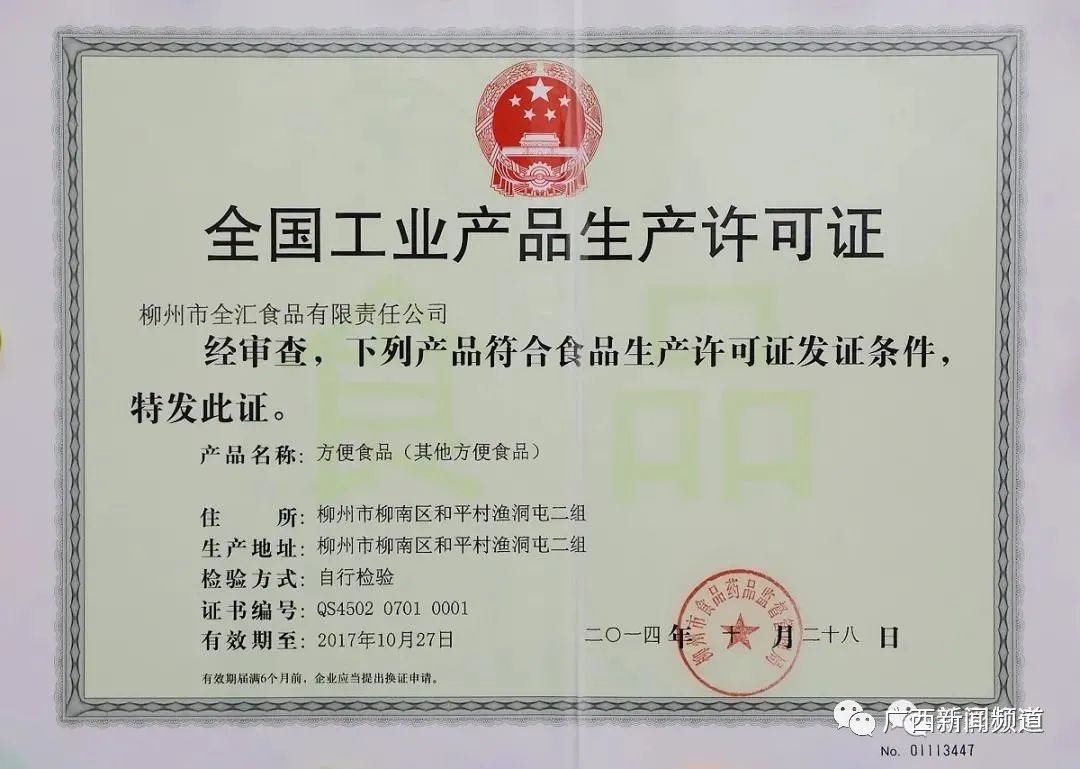 全国工业产品生产许可证
柳州市全汇食品有限责任公司
经审查，下列产品符合食品生产许可证发证条件，
特发此证。
食品
产品名称：方便食品（其他方便食品）
住　　所：柳州市柳南区和平村渔洞屯二组
生产地址：柳州市柳南区和平村渔洞屯二组
检验方式：自行检验
证书编号：QS4502 0701 0001
有效期至：2017年10月27日
二〇一四年 十 月二十八 日
柳州市食品药品监督管理局
有效期届满6个月前，企业应当提出换证申请。
广西新闻频道
No. 01113447